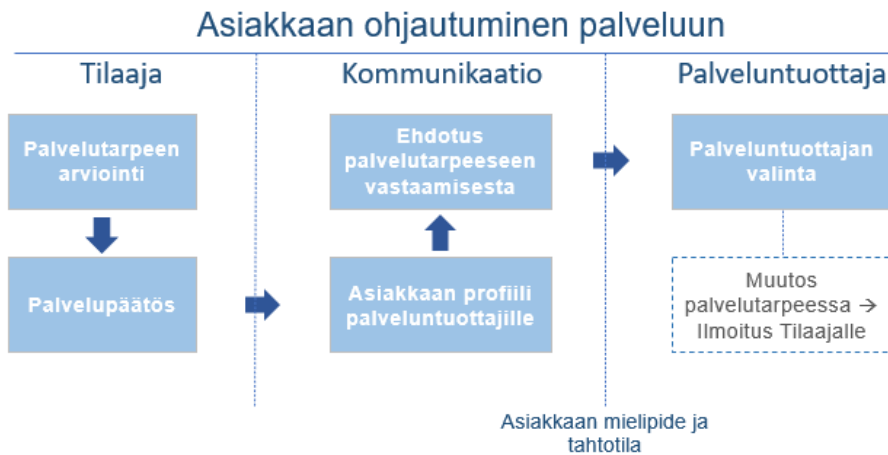 Asiakkaan ohjautuminen palveluun
Tilaaja
Kommunikaatio
Palveluntuottaja
Palvelutarpeen
arviointi
Ehdotus
palvelutarpeeseen
vastaamisesta
Palveluntuottajan
valinta
Palvelupäätös
Asiakkaan profiili
palveluntuottajille
Muutos
palvelutarpeessa →
Ilmoitus Tilaajalle
Asiakkaan mielipide ja
tahtotila